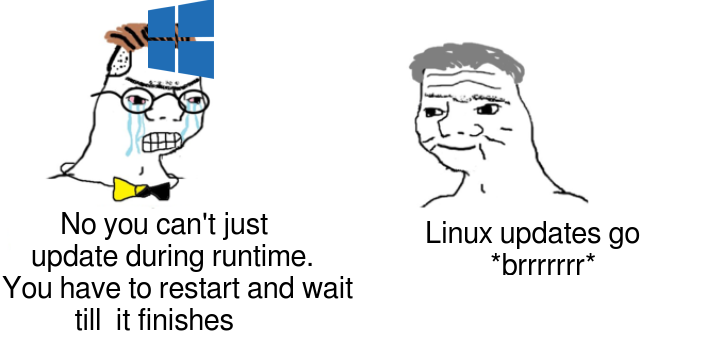 No you can't just
update during runtime.
You have to restart and wait
till it finishes
Linux updates go
*brrrrrrr*